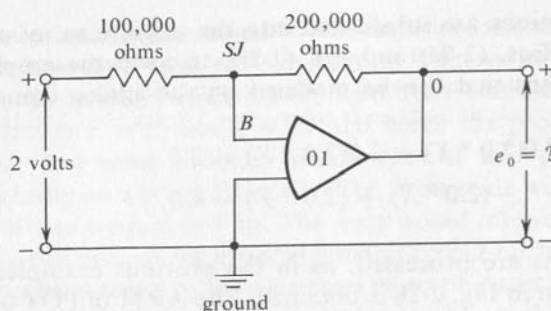 100,000
ohms
200,000
ohms
SJ
+
+
0
B
2 volts
01
e₀ = ?
−
−
ground